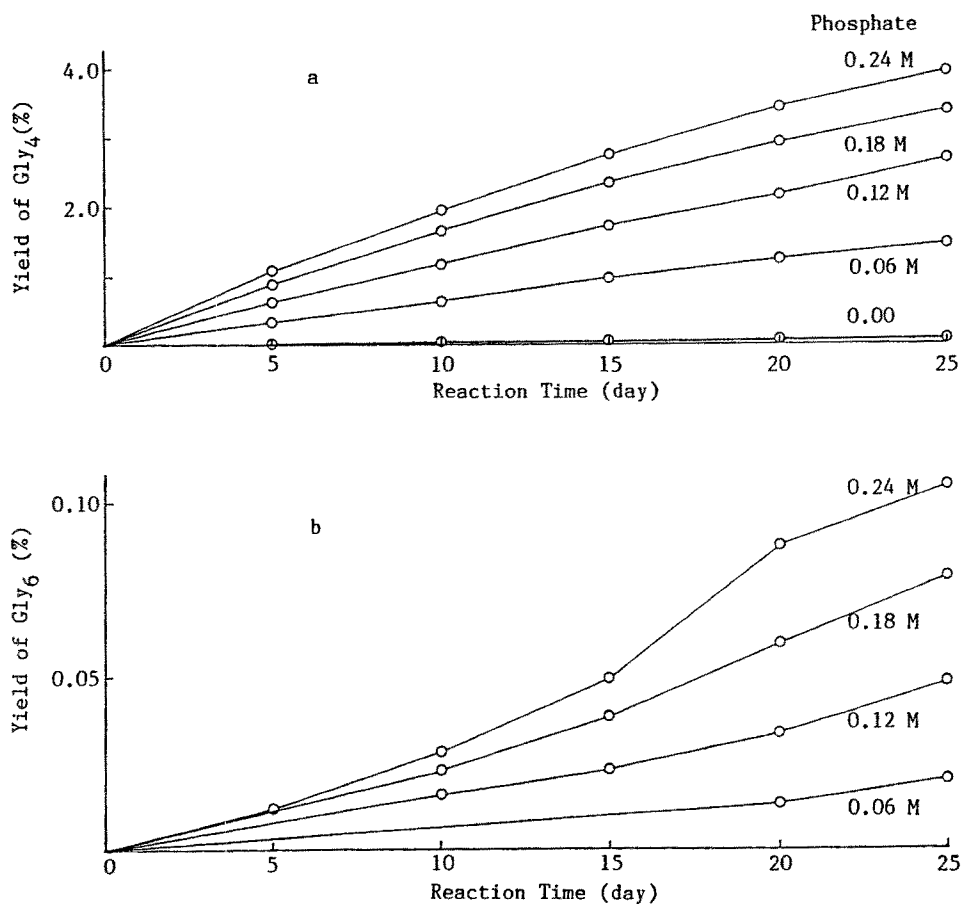 Phosphate
0.24 M
4.0
a
0.18 M
0.12 M
2.0
Yield of Gly4(%)
0.06 M
0.00
0 5 10 15 20 25
Reaction Time (day)
0.24 M
0.10
b
0.18 M
Yield of Gly6 (%)
0.05
0.12 M
0.06 M
0 5 10 15 20 25
Reaction Time (day)